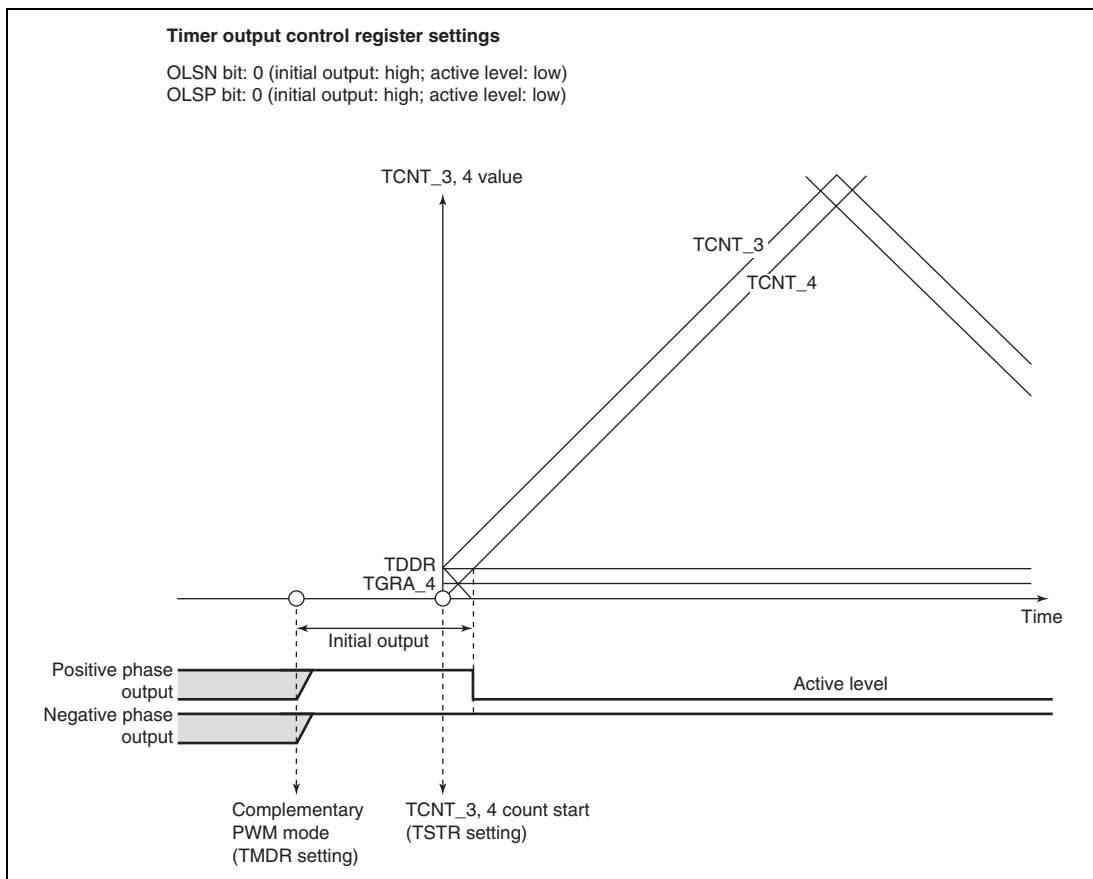 Timer output control register settings
OLSN bit: 0 (initial output: high; active level: low)
OLSP bit: 0 (initial output: high; active level: low)
TCNT_3, 4 value
TCNT_3
TCNT_4
TDDR
TGRA_4
Time
Initial output
Positive phase
output
Active level
Negative phase
output
Complementary
PWM mode
(TMDR setting)
TCNT_3, 4 count start
(TSTR setting)